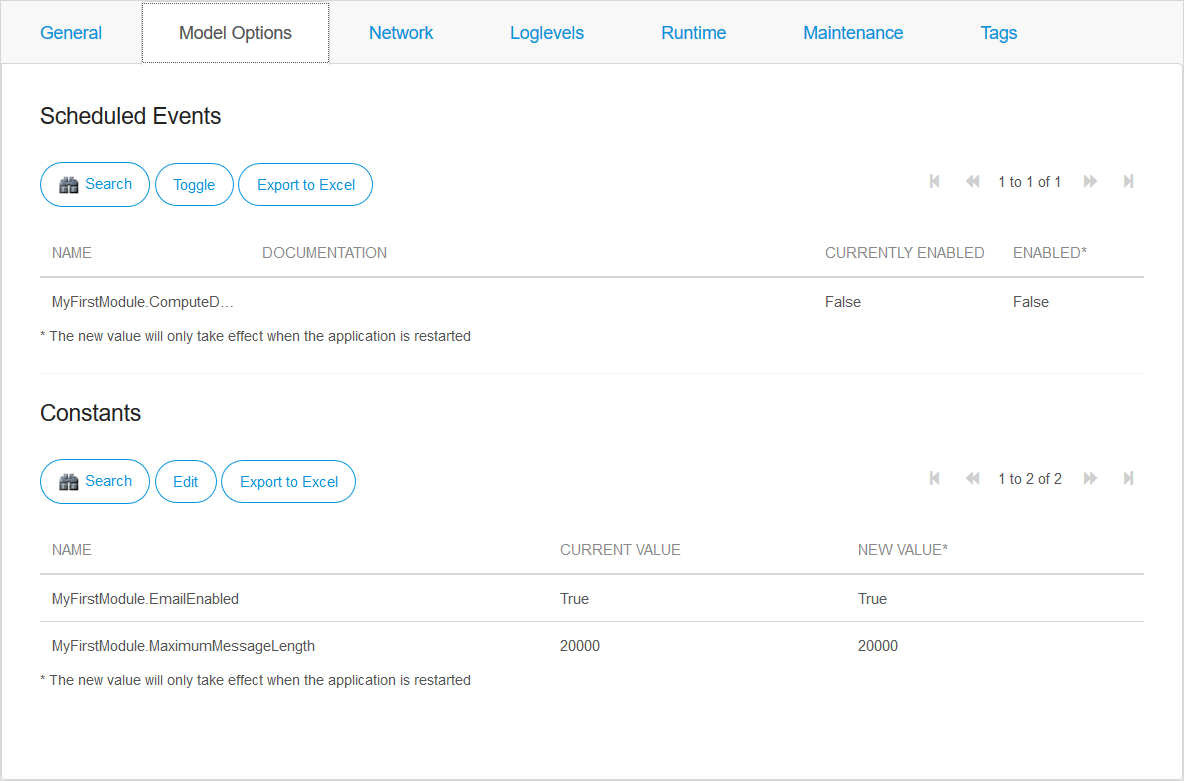 General Model Options Network Loglevels Runtime Maintenance Tags
Scheduled Events
Search Toggle Export to Excel 1 to 1 of 1
NAME DOCUMENTATION CURRENTLY ENABLED ENABLED*
MyFirstModule.ComputeD... False False
* The new value will only take effect when the application is restarted
Constants
Search Edit Export to Excel 1 to 2 of 2
NAME CURRENT VALUE NEW VALUE*
MyFirstModule.EmailEnabled True True
MyFirstModule.MaximumMessageLength 20000 20000
* The new value will only take effect when the application is restarted